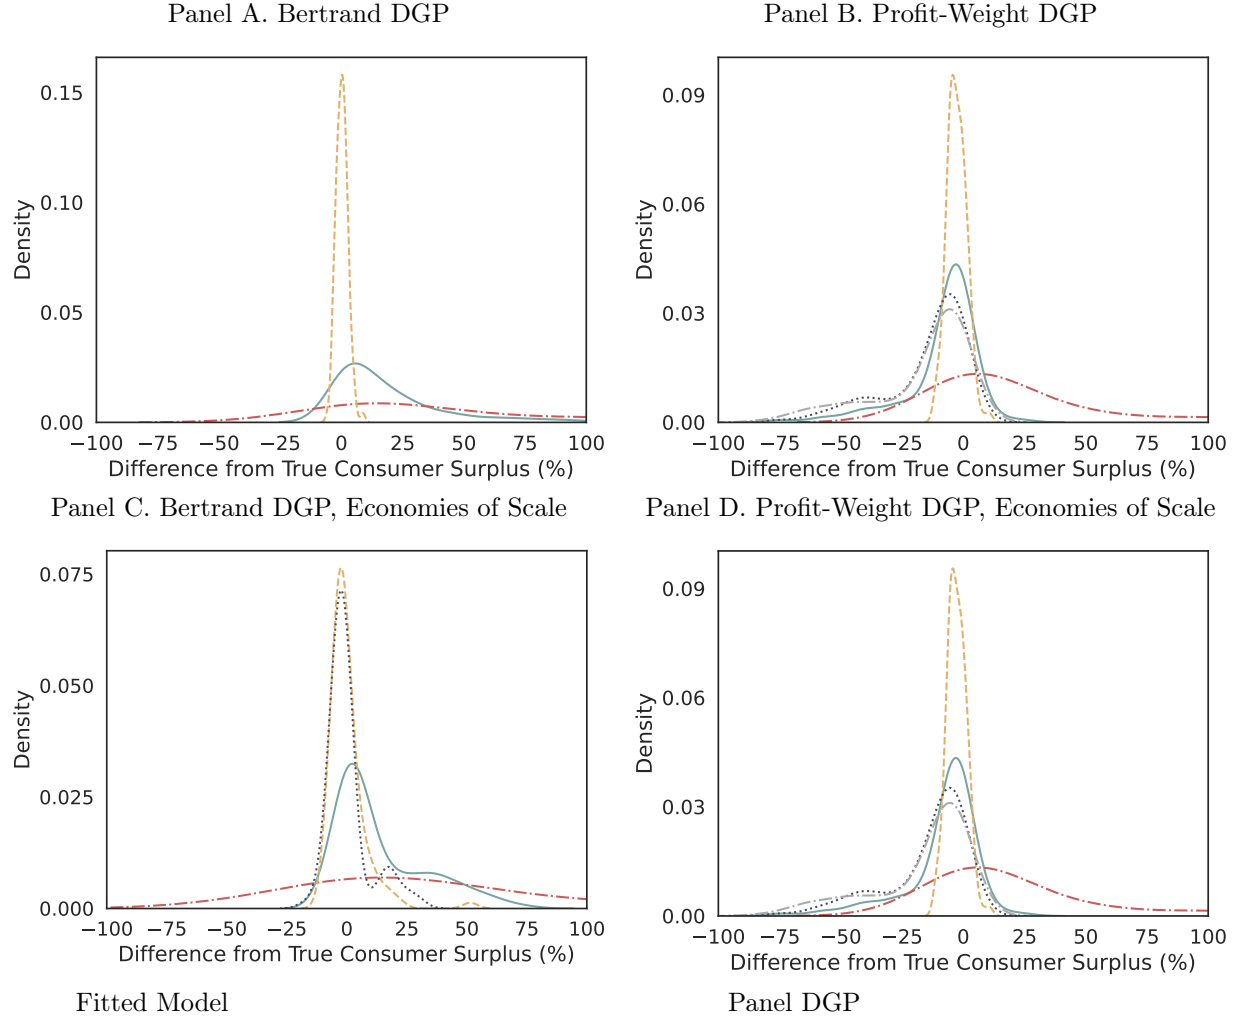 Panel A. Bertrand DGP
0.15
0.10
0.05
0.00
Density
−100 −75 −50 −25 0 25 50 75 100
Difference from True Consumer Surplus (%)
Panel B. Profit-Weight DGP
0.09
0.06
0.03
0.00
Density
−100 −75 −50 −25 0 25 50 75 100
Difference from True Consumer Surplus (%)
Panel C. Bertrand DGP, Economies of Scale
0.075
0.050
0.025
0.000
Density
−100 −75 −50 −25 0 25 50 75 100
Difference from True Consumer Surplus (%)
Panel D. Profit-Weight DGP, Economies of Scale
0.09
0.06
0.03
0.00
Density
−100 −75 −50 −25 0 25 50 75 100
Difference from True Consumer Surplus (%)
Fitted Model
Panel DGP